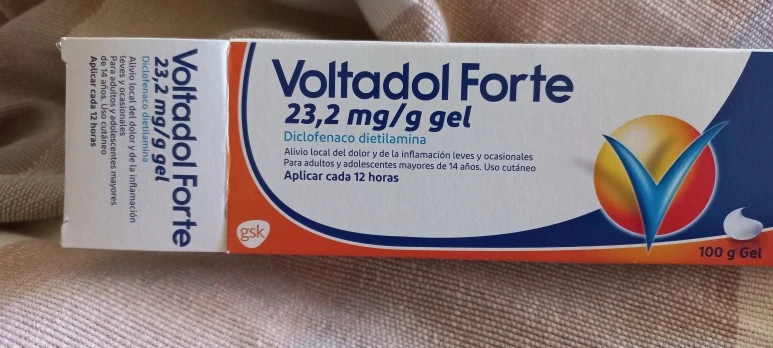 Voltadol Forte
23,2 mg/g gel
Diclofenaco dietilamina
Alivio local del dolor y de la inflamación
leves y ocasionales
Para adultos y adolescentes mayores
de 14 años. Uso cutáneo
Aplicar cada 12 horas
Voltadol Forte
23,2 mg/g gel
Diclofenaco dietilamina
Alivio local del dolor y de la inflamación leves y ocasionales
Para adultos y adolescentes mayores de 14 años. Uso cutáneo
Aplicar cada 12 horas
gsk
100 g Gel